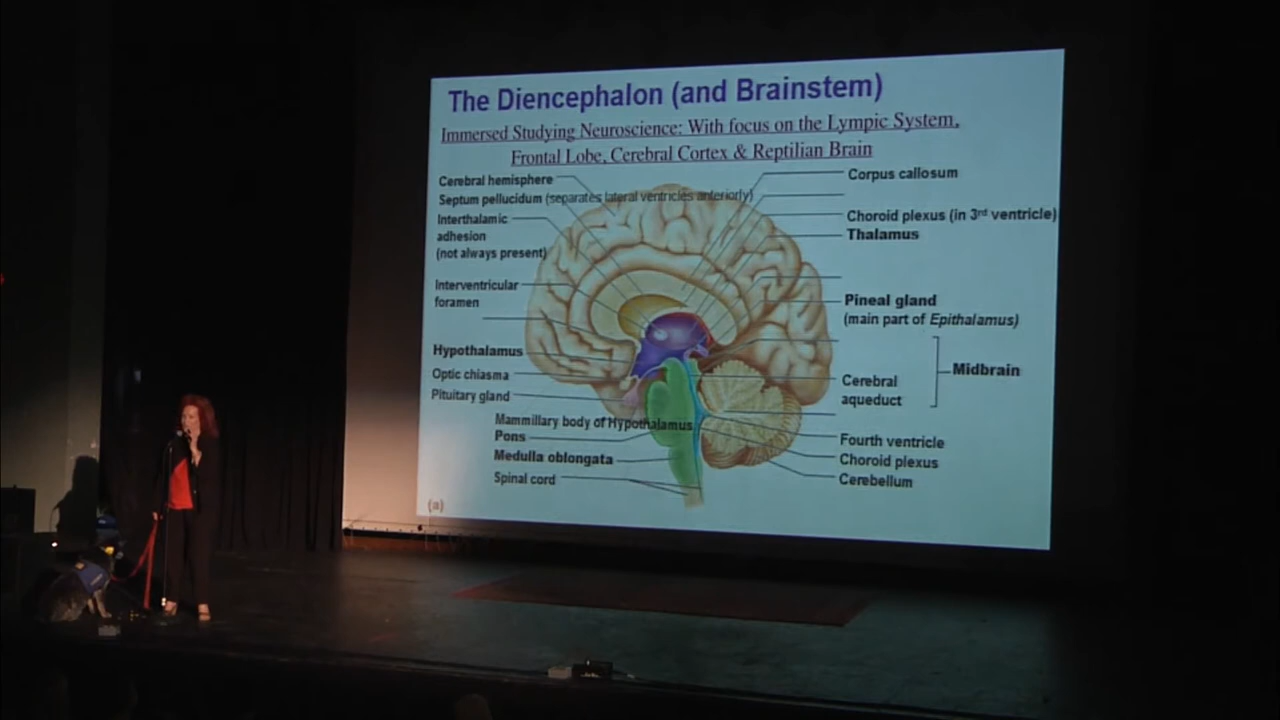 The Diencephalon (and Brainstem)
Immersed Studying Neuroscience: With focus on the Lympic System,
Frontal Lobe, Cerebral Cortex & Reptilian Brain
Cerebral hemisphere
Septum pellucidum (separates lateral ventricles anteriorly)
Interthalamic
adhesion
(not always present)
Interventricular
foramen
Hypothalamus
Optic chiasma
Pituitary gland
Mammillary body of Hypothalamus
Pons
Medulla oblongata
Spinal cord
(a)
Corpus callosum
Choroid plexus (in 3rd ventricle)
Thalamus
Pineal gland
(main part of Epithalamus)
Midbrain
Cerebral
aqueduct
Fourth ventricle
Choroid plexus
Cerebellum